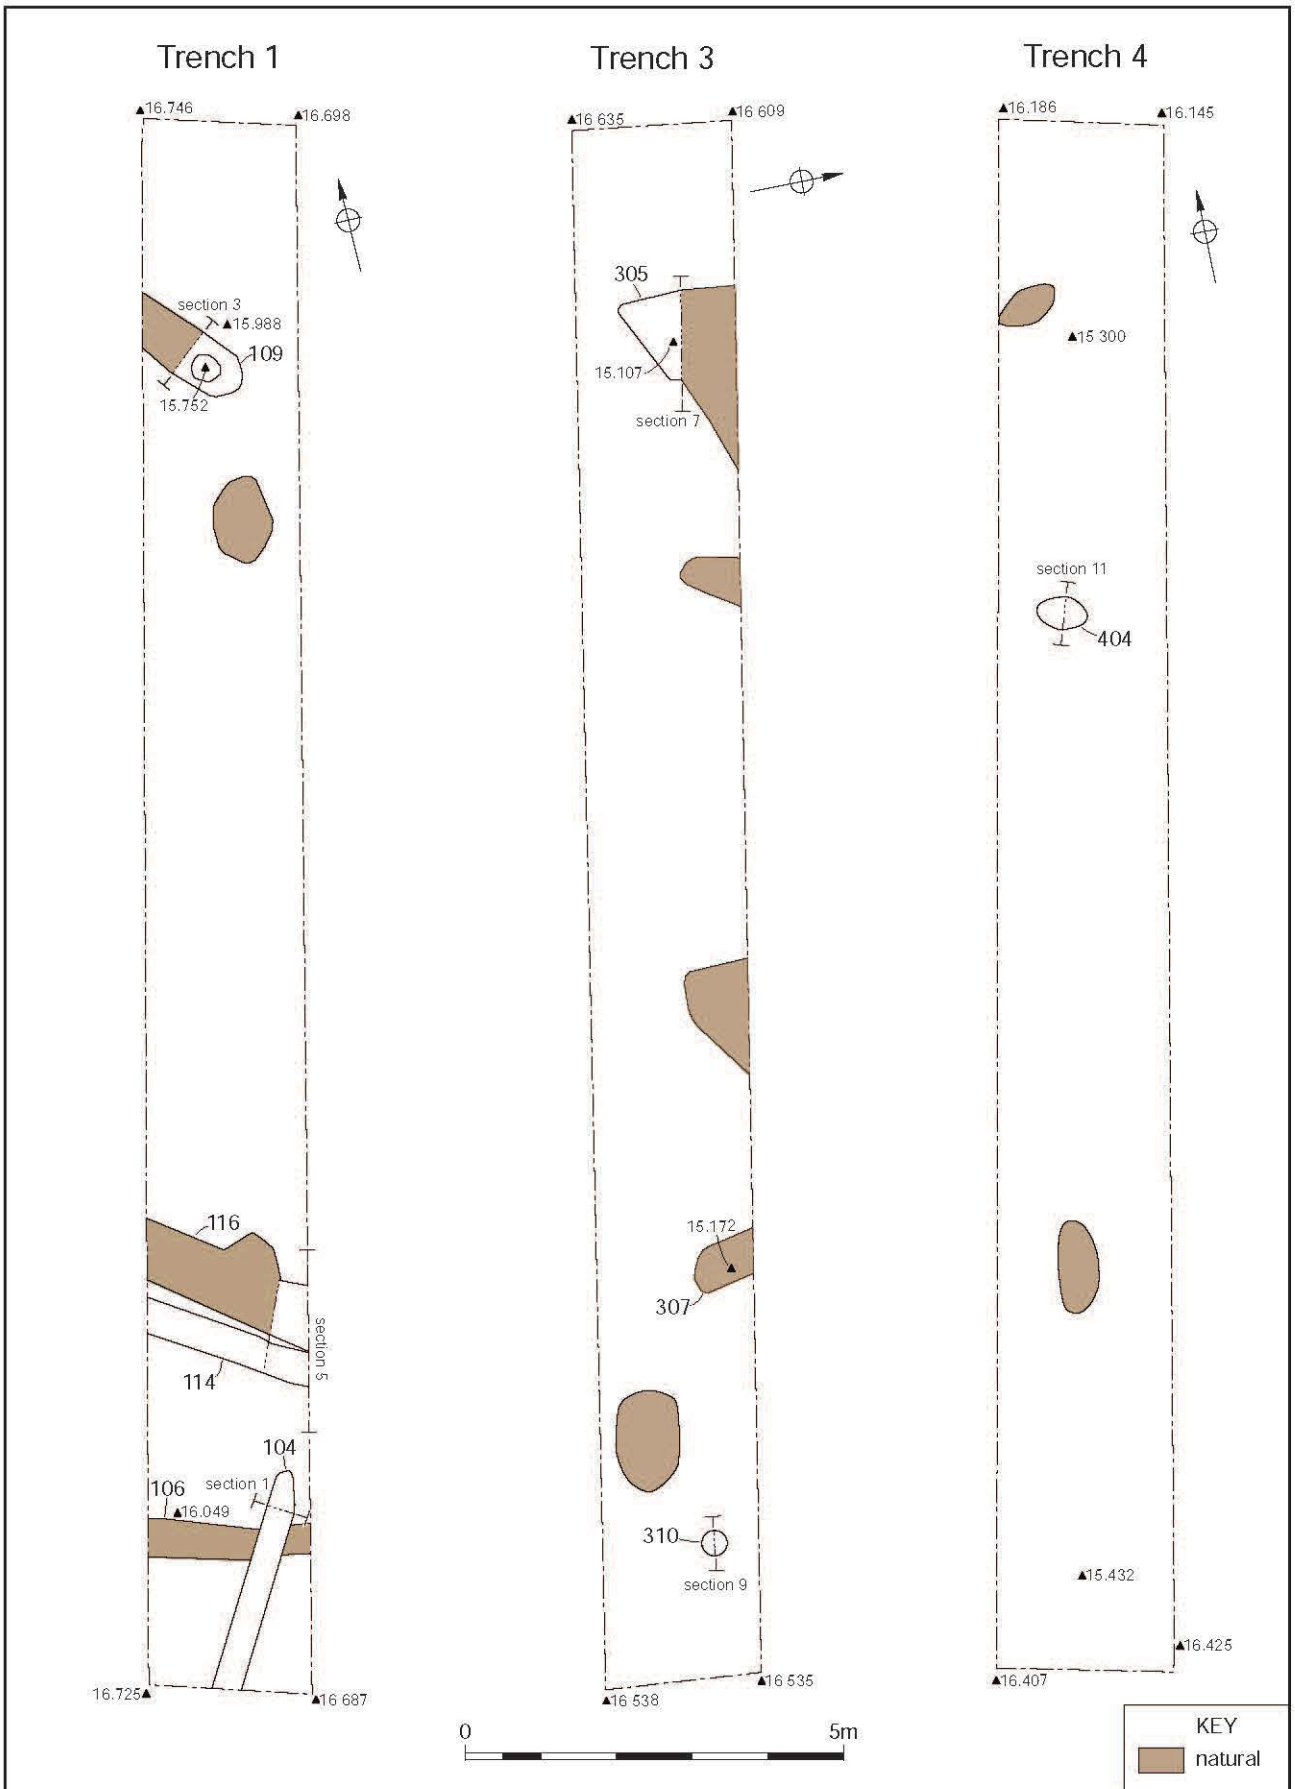 Trench 1
Trench 3
Trench 4
16.746
16.698
16 635
16 609
16.186
16.145
section 3
15.988
109
15.752
305
15.107
section 7
15 300
section 11
404
116
114
section 5
104
section 1
106
16.049
15.172
307
310
section 9
15.432
16.425
16.725
16 687
16 538
16 535
16.407
0
5m
KEY
natural